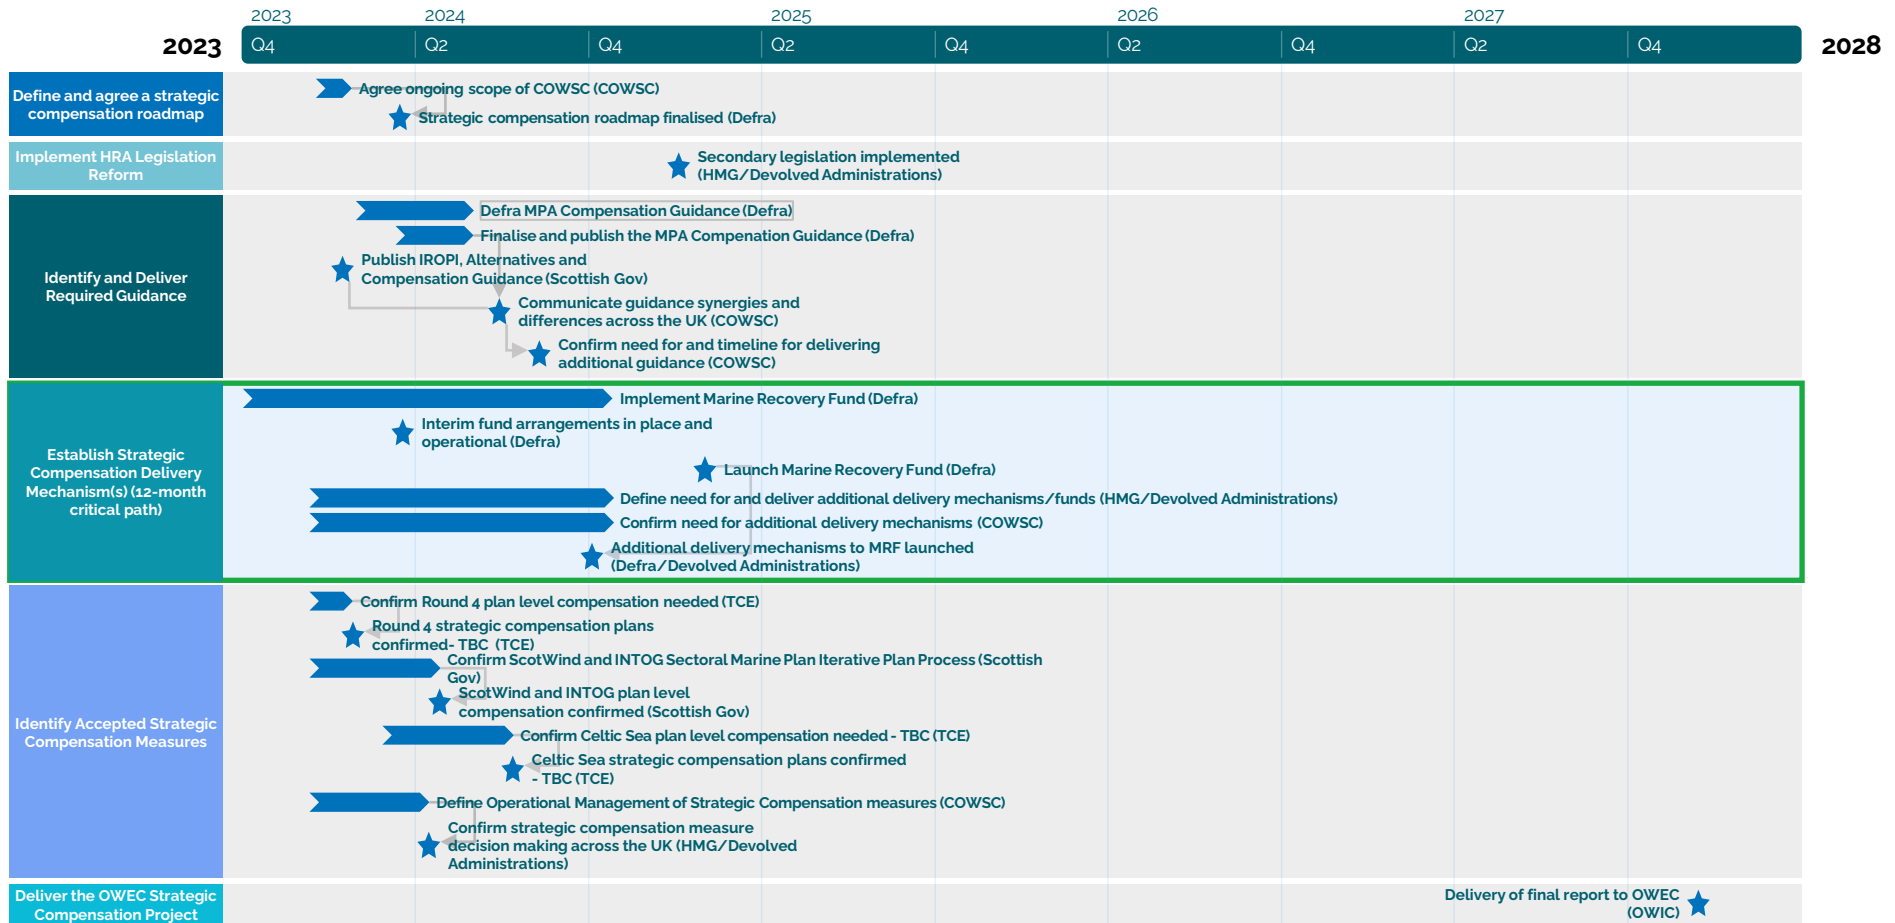 2023
2024
2025
2026
2027
2023
Q4
Q2
Q4
Q2
Q4
Q2
Q4
Q2
Q4
2028
Define and agree a strategic
compensation roadmap
Agree ongoing scope of COWSC (COWSC)
Strategic compensation roadmap finalised (Defra)
Implement HRA Legislation
Reform
Secondary legislation implemented
(HMG/Devolved Administrations)
Identify and Deliver
Required Guidance
Defra MPA Compensation Guidance (Defra)
Finalise and publish the MPA Compenation Guidance (Defra)
Publish IROPI, Alternatives and
Compensation Guidance (Scottish Gov)
Communicate guidance synergies and
differences across the UK (COWSC)
Confirm need for and timeline for delivering
additional guidance (COWSC)
Establish Strategic
Compensation Delivery
Mechanism(s) (12-month
critical path)
Implement Marine Recovery Fund (Defra)
Interim fund arrangements in place and
operational (Defra)
Launch Marine Recovery Fund (Defra)
Define need for and deliver additional delivery mechanisms/funds (HMG/Devolved Administrations)
Confirm need for additional delivery mechanisms (COWSC)
Additional delivery mechanisms to MRF launched
(Defra/Devolved Administrations)
Identify Accepted Strategic
Compensation Measures
Confirm Round 4 plan level compensation needed (TCE)
Round 4 strategic compensation plans
confirmed- TBC (TCE)
Confirm ScotWind and INTOG Sectoral Marine Plan Iterative Plan Process (Scottish
Gov)
ScotWind and INTOG plan level
compensation confirmed (Scottish Gov)
Confirm Celtic Sea plan level compensation needed - TBC (TCE)
Celtic Sea strategic compensation plans confirmed
- TBC (TCE)
Define Operational Management of Strategic Compensation measures (COWSC)
Confirm strategic compensation measure
decision making across the UK (HMG/Devolved
Administrations)
Deliver the OWEC Strategic
Compensation Project
Delivery of final report to OWEC
(OWIC)